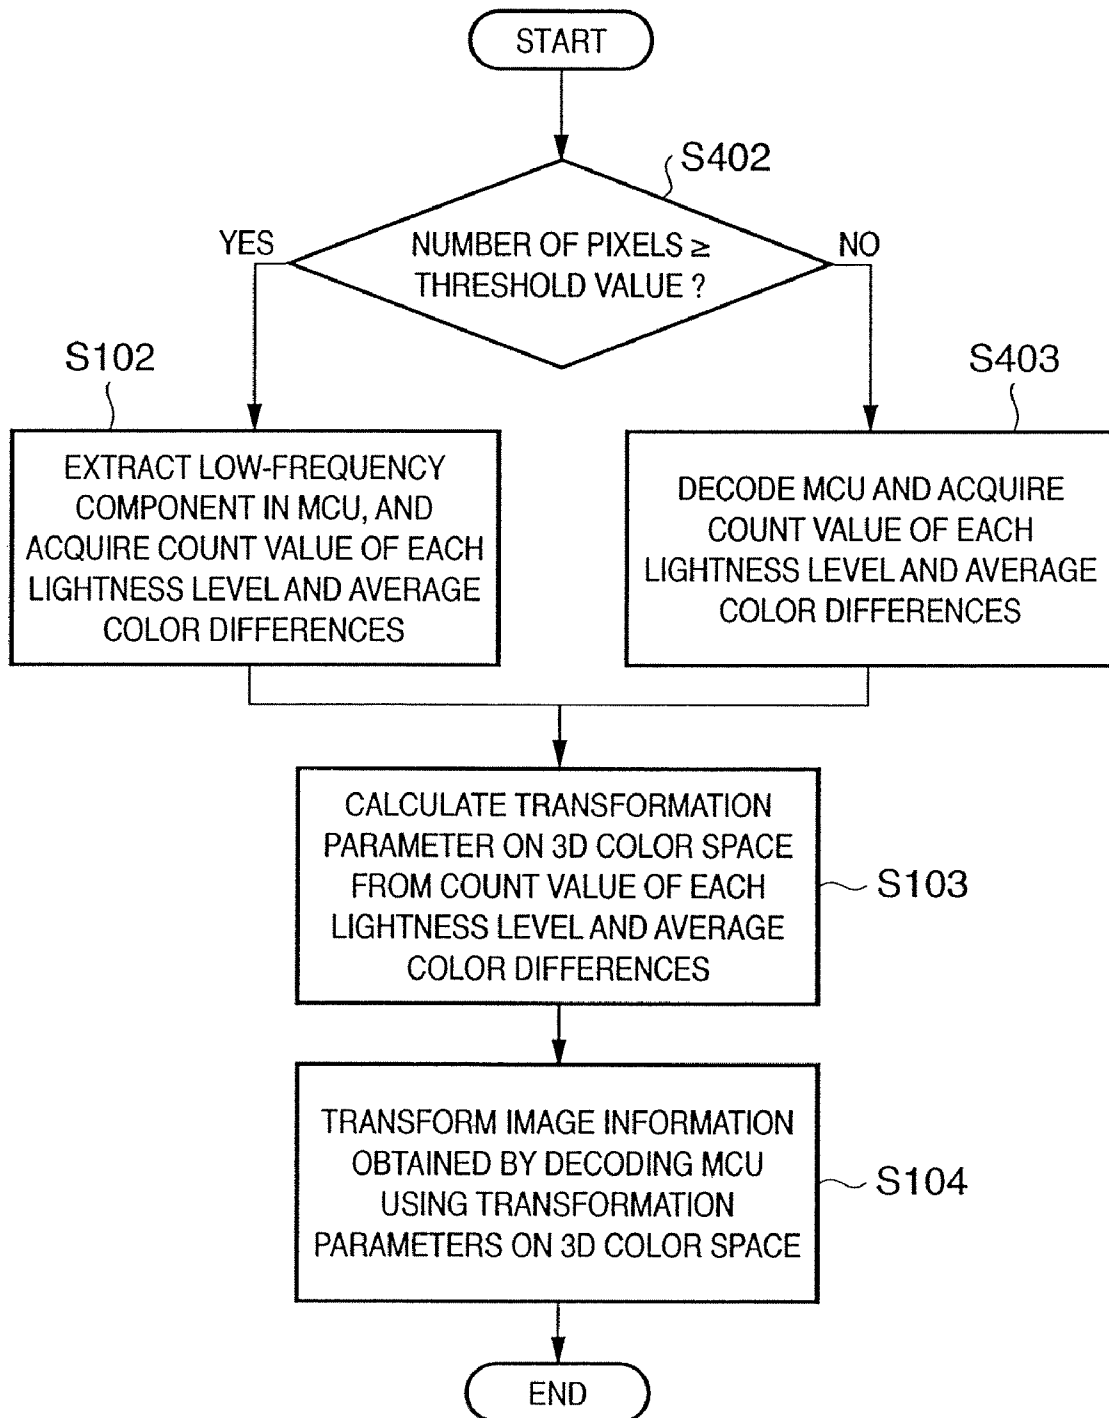 START
S402
NUMBER OF PIXELS ≥
THRESHOLD VALUE ?
YES
NO
S102
EXTRACT LOW-FREQUENCY
COMPONENT IN MCU, AND
ACQUIRE COUNT VALUE OF EACH
LIGHTNESS LEVEL AND AVERAGE
COLOR DIFFERENCES
S403
DECODE MCU AND ACQUIRE
COUNT VALUE OF EACH
LIGHTNESS LEVEL AND AVERAGE
COLOR DIFFERENCES
CALCULATE TRANSFORMATION
PARAMETER ON 3D COLOR SPACE
FROM COUNT VALUE OF EACH
LIGHTNESS LEVEL AND AVERAGE
COLOR DIFFERENCES
S103
TRANSFORM IMAGE INFORMATION
OBTAINED BY DECODING MCU
USING TRANSFORMATION
PARAMETERS ON 3D COLOR SPACE
S104
END